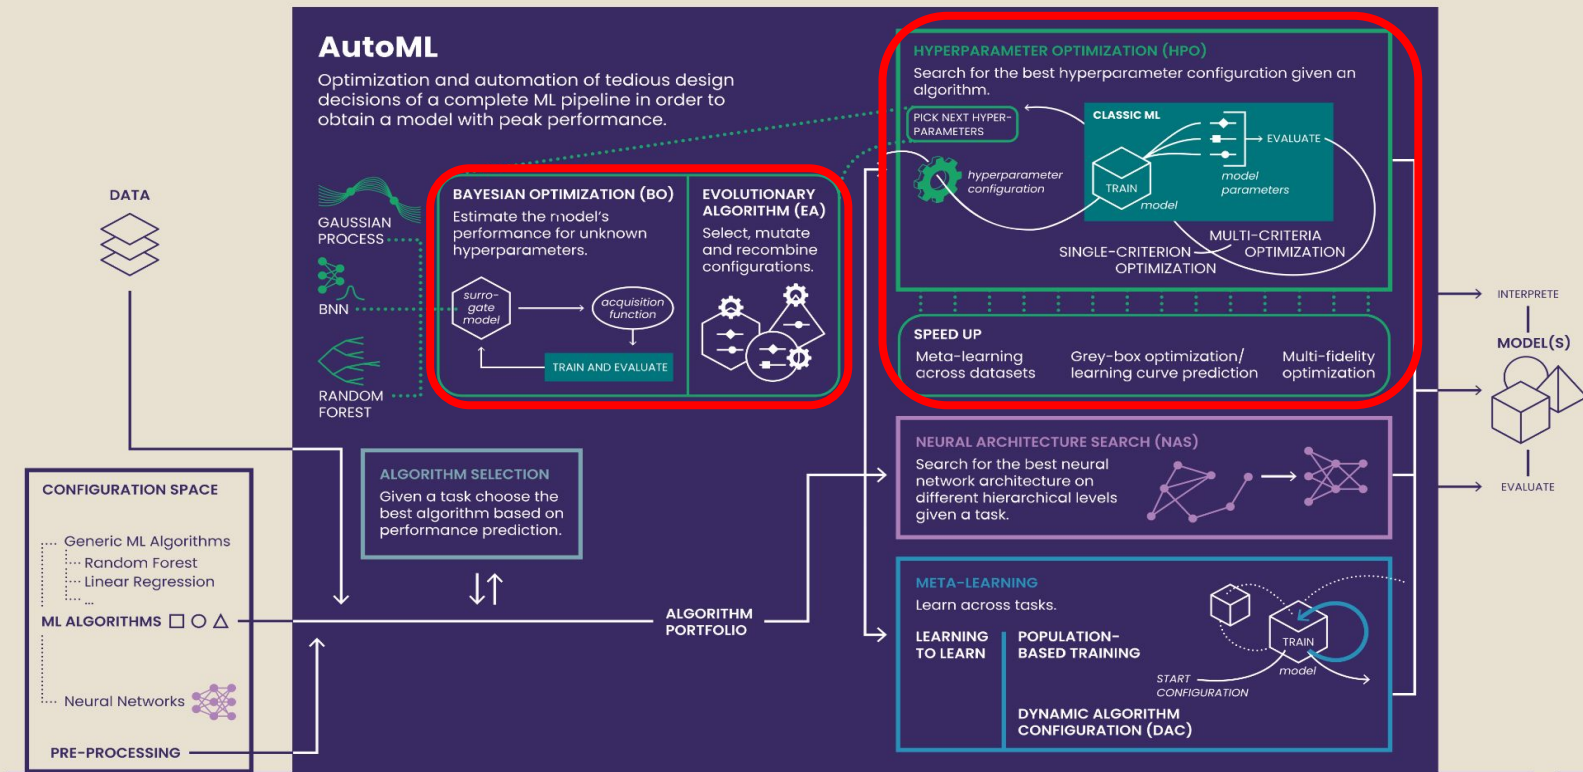 AutoML
Optimization and automation of tedious design
decisions of a complete ML pipeline in order to
obtain a model with peak performance.
DATA
GAUSSIAN
PROCESS
BNN
RANDOM
FOREST
BAYESIAN OPTIMIZATION (BO)
Estimate the model's
performance for unknown
hyperparameters.
surro-
gate
model
acquisition
function
TRAIN AND EVALUATE
EVOLUTIONARY
ALGORITHM (EA)
Select, mutate
and recombine
configurations.
HYPERPARAMETER OPTIMIZATION (HPO)
Search for the best hyperparameter configuration given an
algorithm.
PICK NEXT HYPER-
PARAMETERS
hyperparameter
configuration
CLASSIC ML
TRAIN
model
EVALUATE
model
parameters
MULTI-CRITERIA
OPTIMIZATION
SINGLE-CRITERION
OPTIMIZATION
SPEED UP
Meta-learning
across datasets
Grey-box optimization/
learning curve prediction
Multi-fidelity
optimization
INTERPRETE
MODEL(S)
EVALUATE
CONFIGURATION SPACE
Generic ML Algorithms
Random Forest
Linear Regression
...
ML ALGORITHMS
Neural Networks
PRE-PROCESSING
ALGORITHM SELECTION
Given a task choose the
best algorithm based on
performance prediction.
ALGORITHM
PORTFOLIO
NEURAL ARCHITECTURE SEARCH (NAS)
Search for the best neural
network architecture on
different hierarchical levels
given a task.
META-LEARNING
Learn across tasks.
LEARNING
TO LEARN
POPULATION-
BASED TRAINING
DYNAMIC ALGORITHM
CONFIGURATION (DAC)
TRAIN
model
START
CONFIGURATION